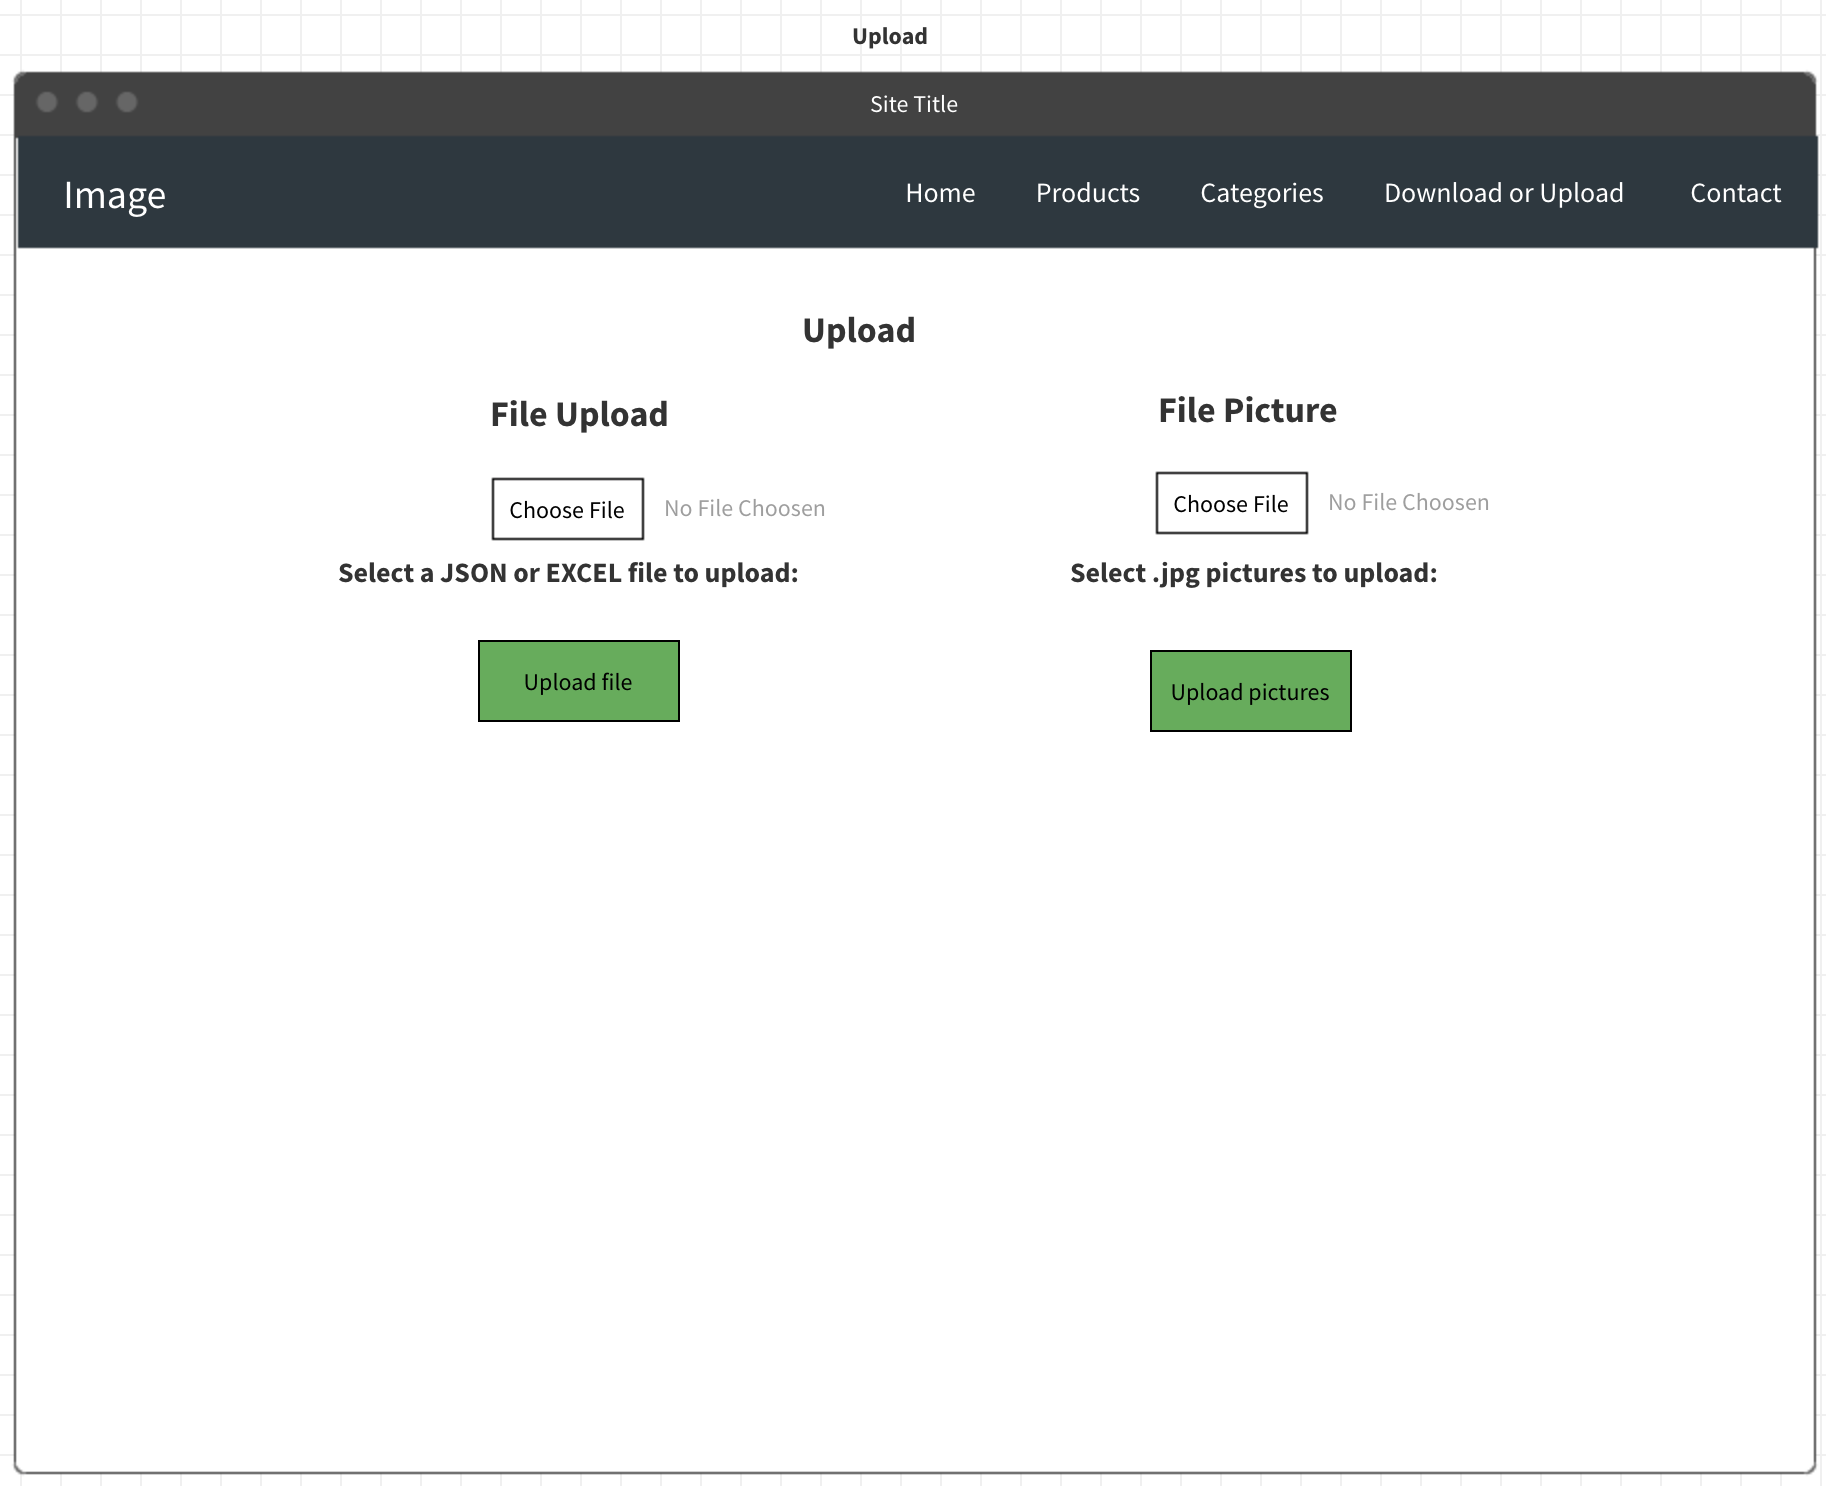 Upload
Site Title
Image
Home
Products
Categories
Download or Upload
Contact
Upload
File Upload
Choose File
No File Choosen
Select a JSON or EXCEL file to upload:
Upload file
File Picture
Choose File
No File Choosen
Select .jpg pictures to upload:
Upload pictures